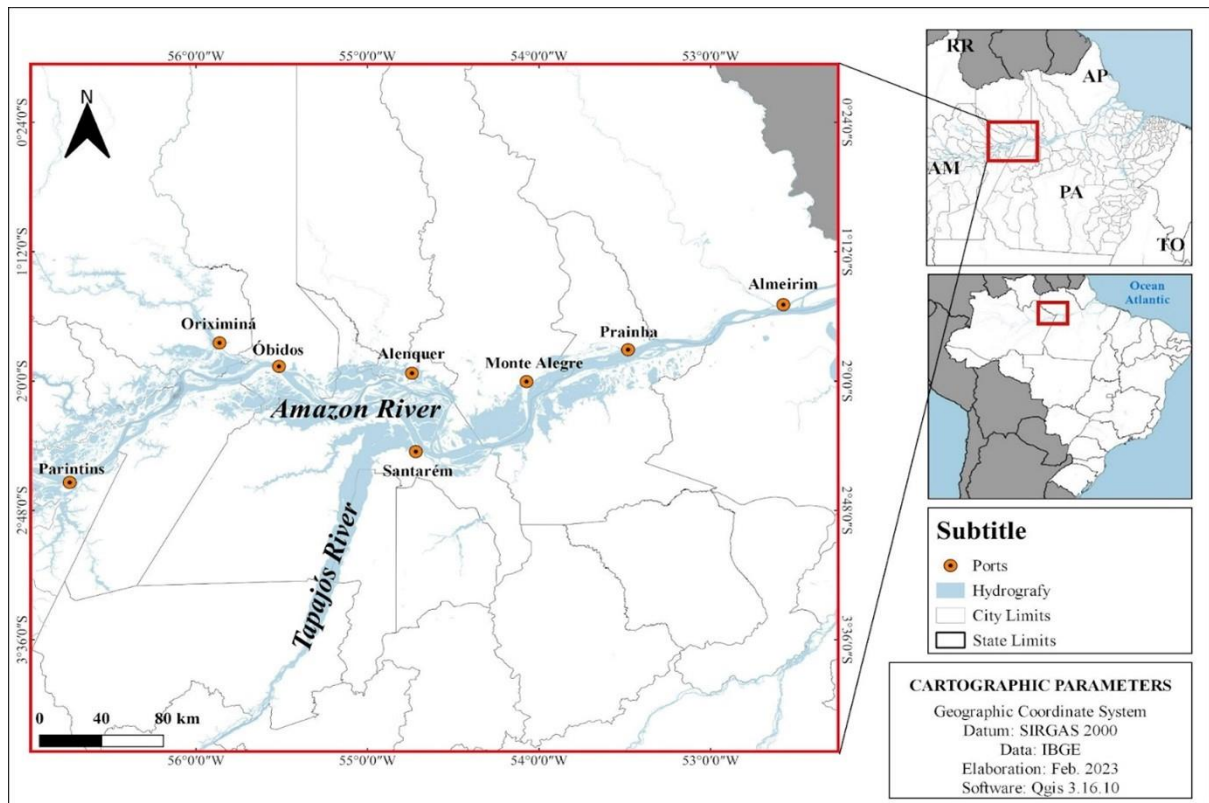 56°0'0"W 55°0'0"W 54°0'0"W 53°0'0"W
N
0°24'0"S
0°24'0"S
1°12'0"S
1°12'0"S
Almeirim
Oriximiná
Prainha
Óbidos
Alenquer
Monte Alegre
2°0'0"S
2°0'0"S
Amazon River
Parintins
Santarém
2°48'0"S
2°48'0"S
Tapajós River
3°36'0"S
3°36'0"S
0 40 80 km
56°0'0"W 55°0'0"W 54°0'0"W 53°0'0"W
RR
AP
AM
PA
TO
Ocean
Atlantic
Subtitle
Ports
Hydrografy
City Limits
State Limits
CARTOGRAPHIC PARAMETERS
Geographic Coordinate System
Datum: SIRGAS 2000
Data: IBGE
Elaboration: Feb. 2023
Software: Qgis 3.16.10